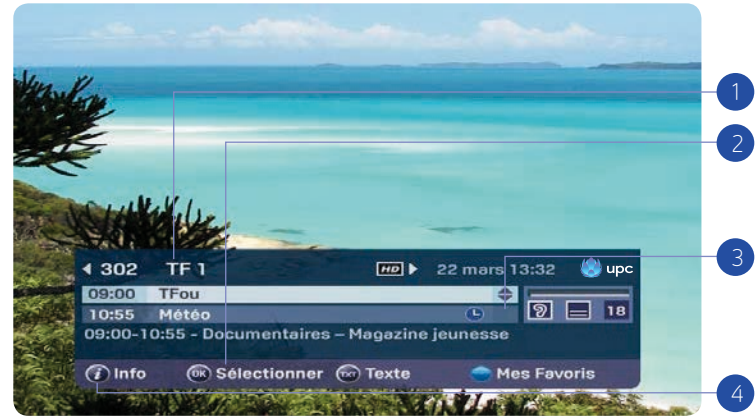 1
2
302 TF 1 HD 22 mars 13:32 upc
09:00 TFou
3
10:55 Météo 18
09:00-10:55 - Documentaires – Magazine jeunesse
i Info OK Sélectionner TXT Texte Mes Favoris
4